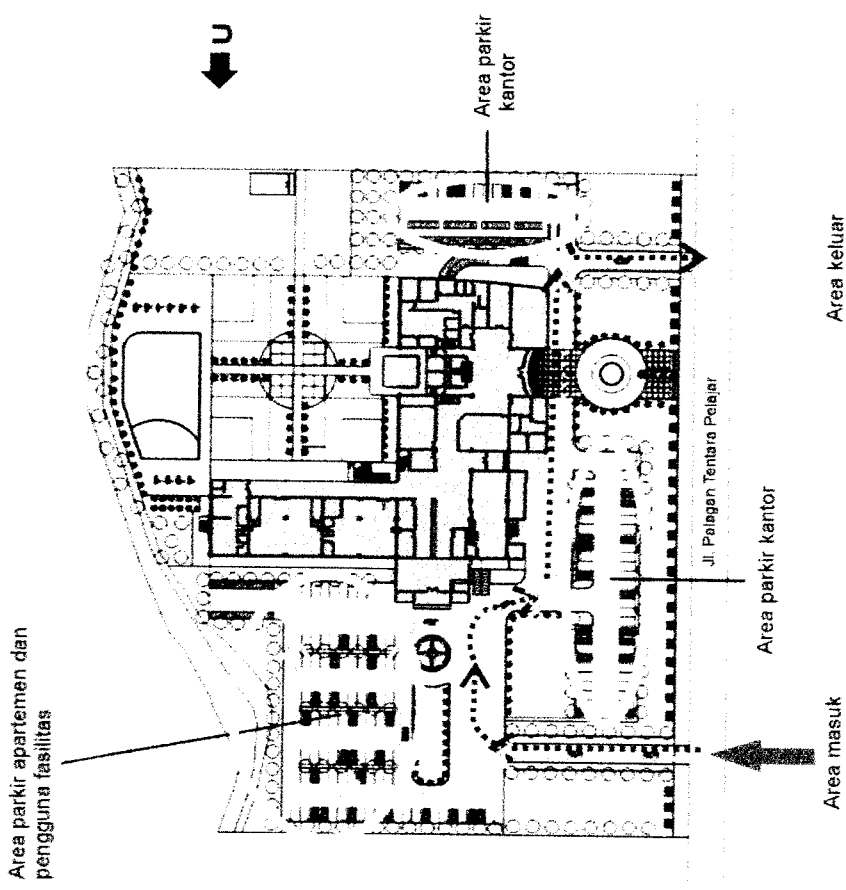 Area parkir apartemen dan
pengguna fasilitas
U
Area parkir
kantor
Jl. Palagan Tentara Pelajar
Area masuk
Area parkir kantor
Area keluar